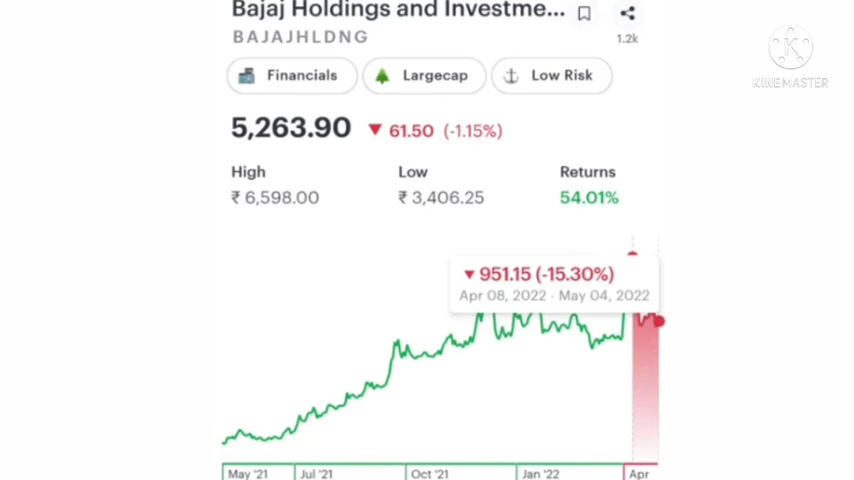 Bajaj Holdings and Investme...
BAJAJHLDNG
1.2k
KINEMASTER
Financials
Largecap
Low Risk
5,263.90 ▼ 61.50 (-1.15%)
High Low Returns
₹ 6,598.00 ₹ 3,406.25 54.01%
▼ 951.15 (-15.30%)
Apr 08, 2022 - May 04, 2022
May '21 Jul '21 Oct '21 Jan '22 Apr